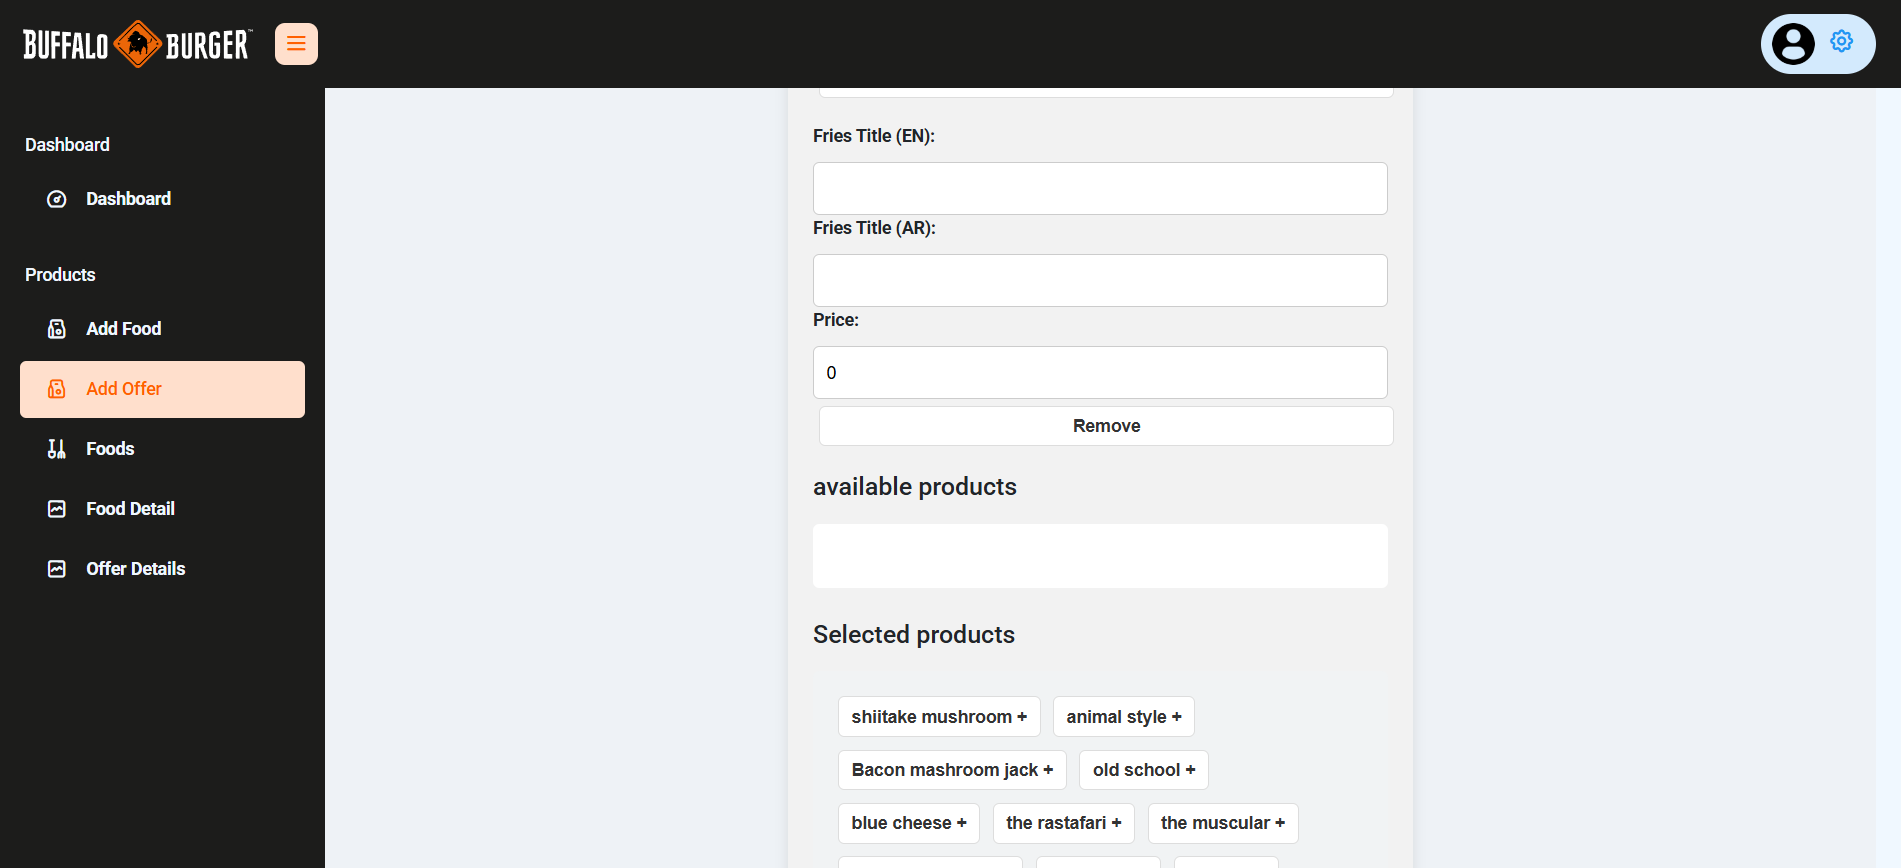 BUFFALO BURGER™
Dashboard
Dashboard
Products
Add Food
Add Offer
Foods
Food Detail
Offer Details
Fries Title (EN):
Fries Title (AR):
Price:
0
Remove
available products
Selected products
shiitake mushroom +
animal style +
Bacon mashroom jack +
old school +
blue cheese +
the rastafari +
the muscular +